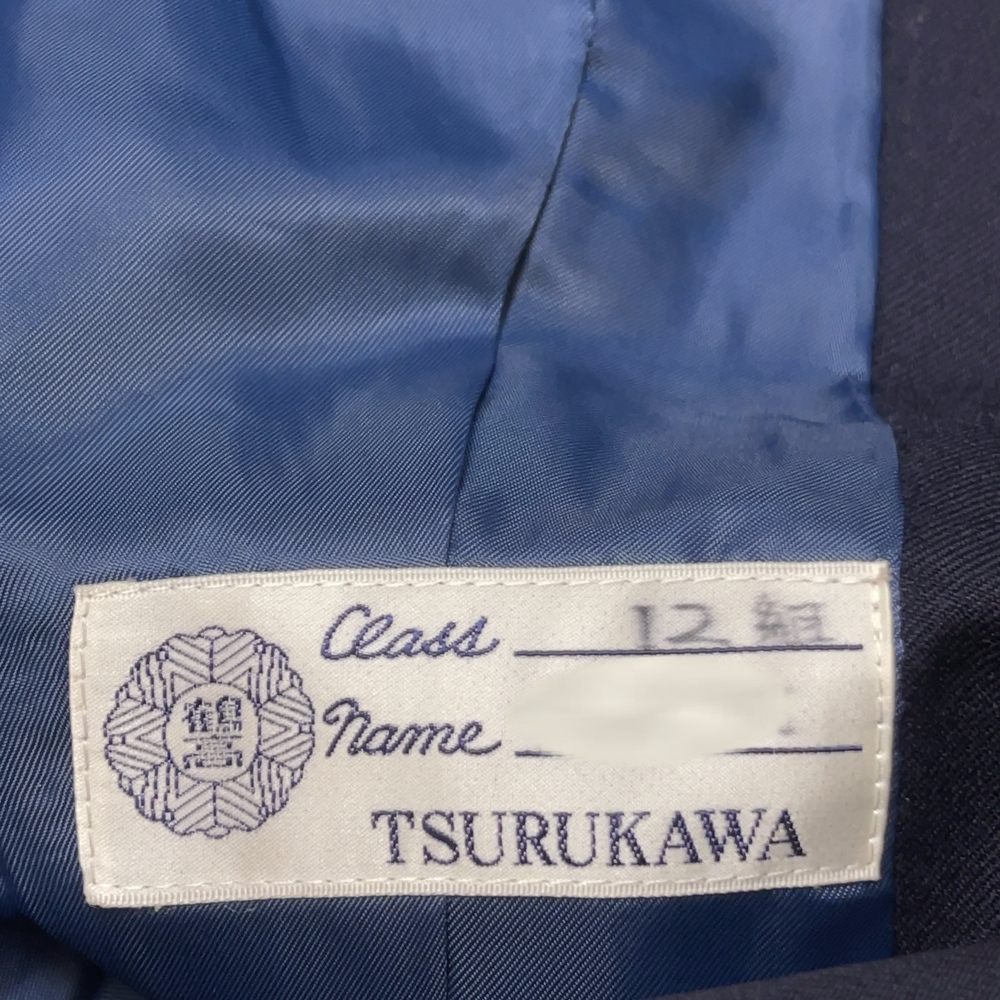 Class 12組
Name
鶴高
TSURUKAWA